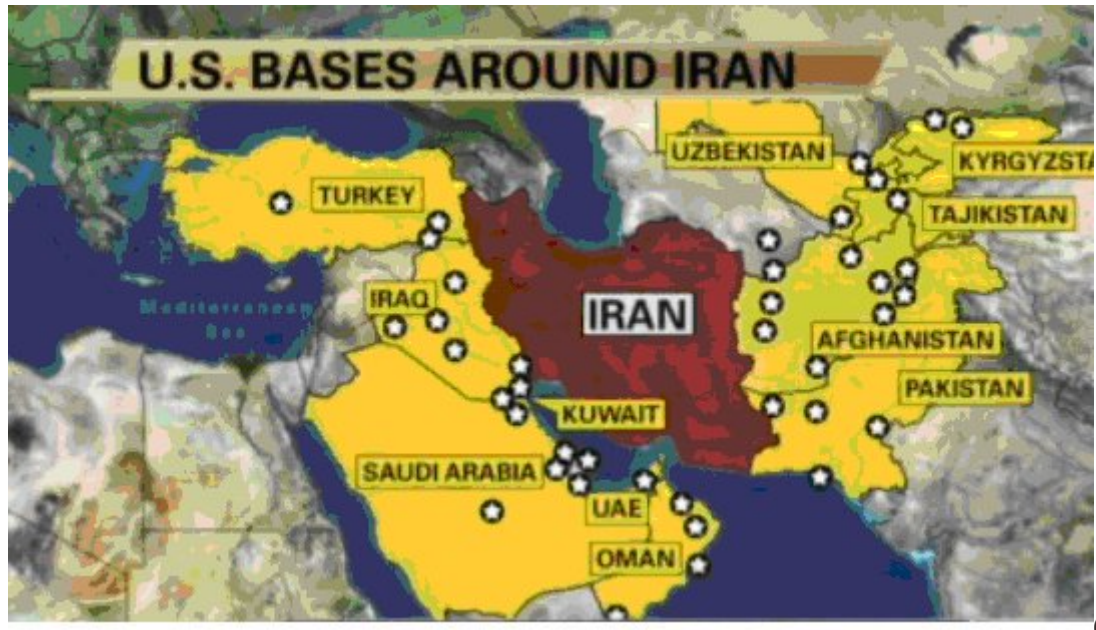 U.S. BASES AROUND IRAN
UZBEKISTAN
KYRGYZSTA
TURKEY
TAJIKISTAN
Mediterranean
Sea
IRAQ
IRAN
AFGHANISTAN
PAKISTAN
KUWAIT
SAUDI ARABIA
UAE
OMAN